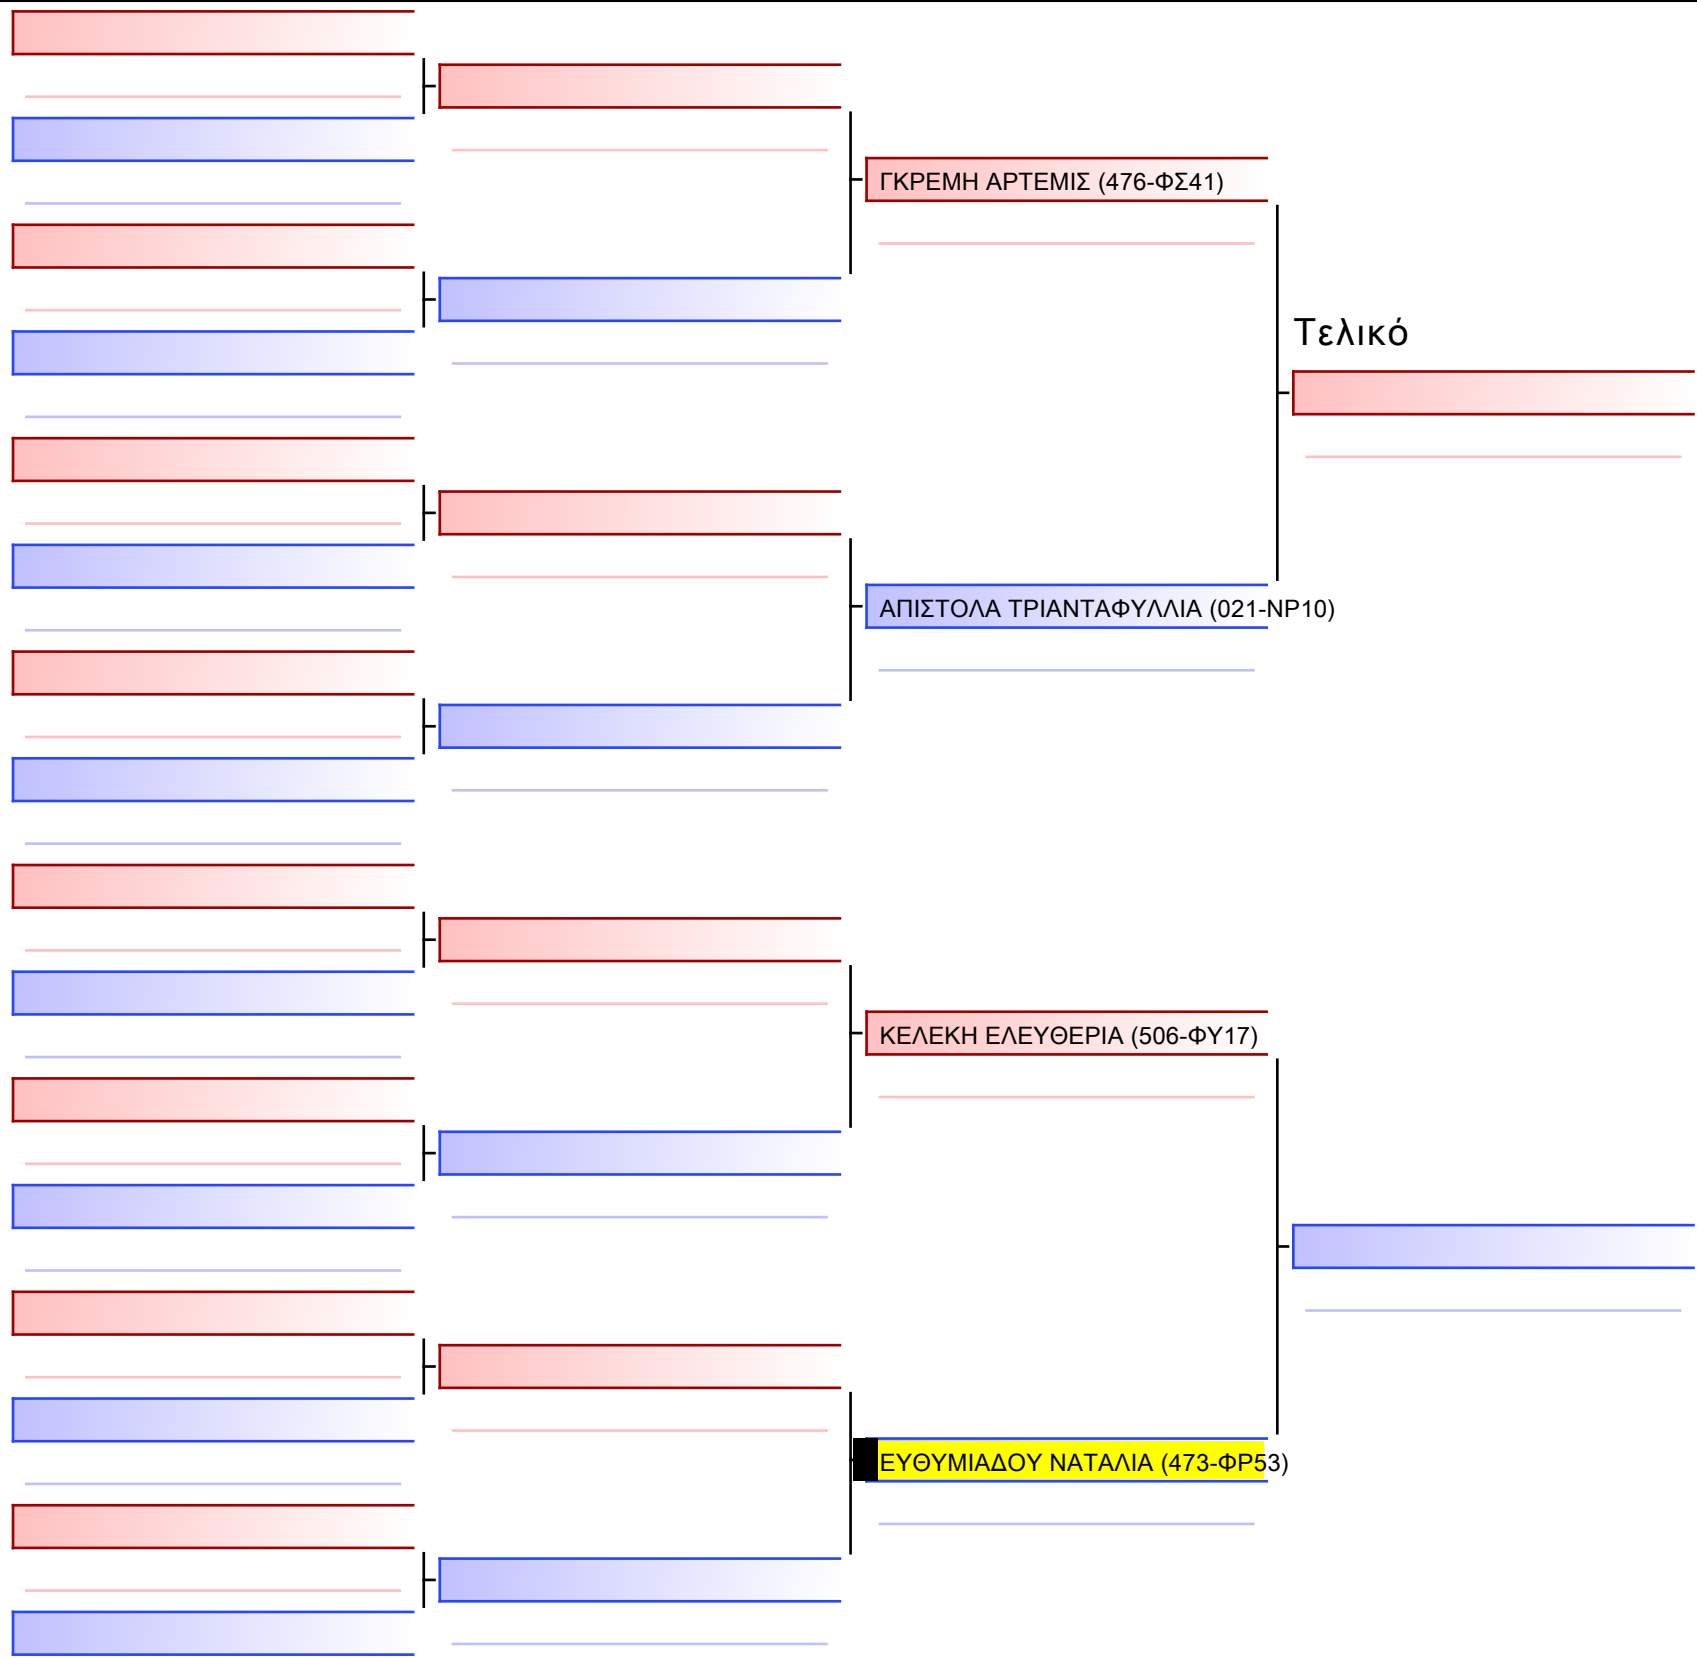 ΓΚΡΕΜΗ ΑΡΤΕΜΙΣ (476-ΦΣ41)
Τελικό
ΑΠΙΣΤΟΛΑ ΤΡΙΑΝΤΑΦΥΛΛΙΑ (021-ΝΡ10)
ΚΕΛΕΚΗ ΕΛΕΥΘΕΡΙΑ (506-ΦΥ17)
ΕΥΘΥΜΙΑΔΟΥ ΝΑΤΑΛΙΑ (473-ΦΡ53)